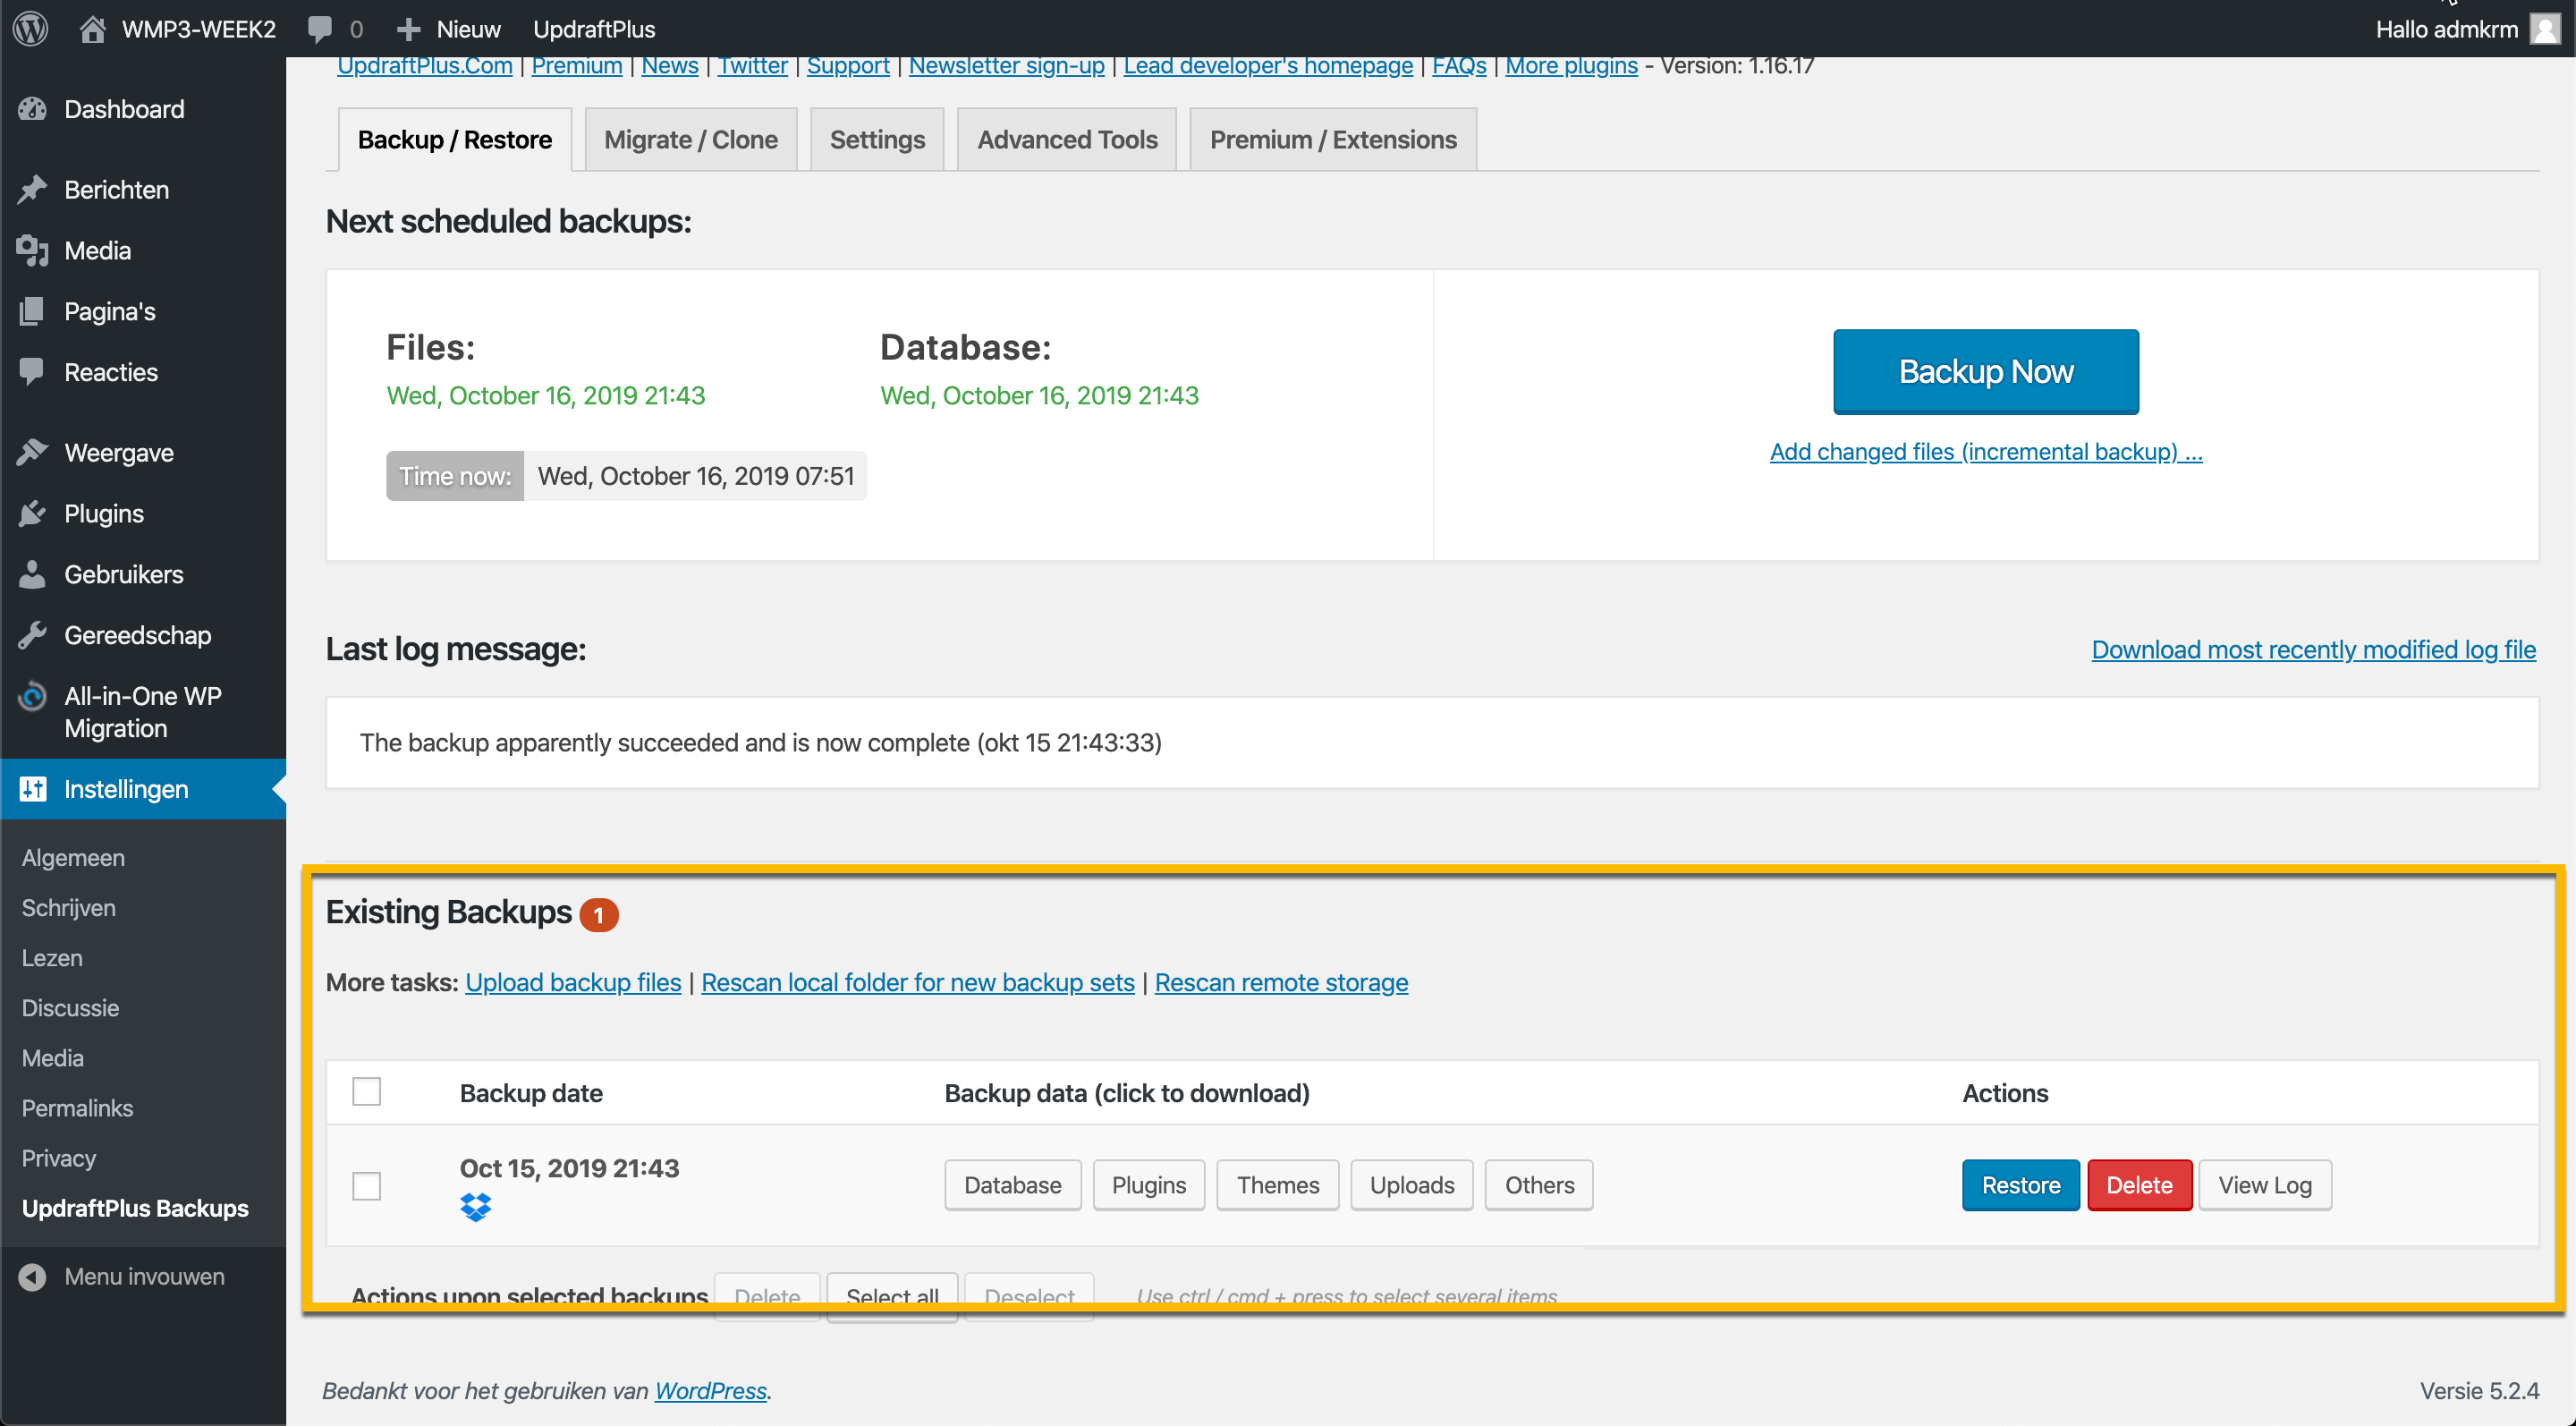 WMP3-WEEK2 0 Nieuw UpdraftPlus Hallo admkrm
UpdraftPlus.Com | Premium | News | Twitter | Support | Newsletter sign-up | Lead developer's homepage | FAQs | More plugins - Version: 1.16.17
Dashboard
Berichten
Media
Pagina's
Reacties
Weergave
Plugins
Gebruikers
Gereedschap
All-in-One WP
Migration
Instellingen
Algemeen
Schrijven
Lezen
Discussie
Media
Permalinks
Privacy
UpdraftPlus Backups
Menu invouwen
Backup / Restore Migrate / Clone Settings Advanced Tools Premium / Extensions
Next scheduled backups:
Files: Database:
Wed, October 16, 2019 21:43 Wed, October 16, 2019 21:43
Time now: Wed, October 16, 2019 07:51
Backup Now
Add changed files (incremental backup) ...
Last log message: Download most recently modified log file
The backup apparently succeeded and is now complete (okt 15 21:43:33)
Existing Backups 1
More tasks: Upload backup files | Rescan local folder for new backup sets | Rescan remote storage
Backup date Backup data (click to download) Actions
Oct 15, 2019 21:43 Database Plugins Themes Uploads Others Restore Delete View Log
Actions upon selected backups Delete Select all Deselect Use ctrl / cmd + press to select several items
Bedankt voor het gebruiken van WordPress. Versie 5.2.4